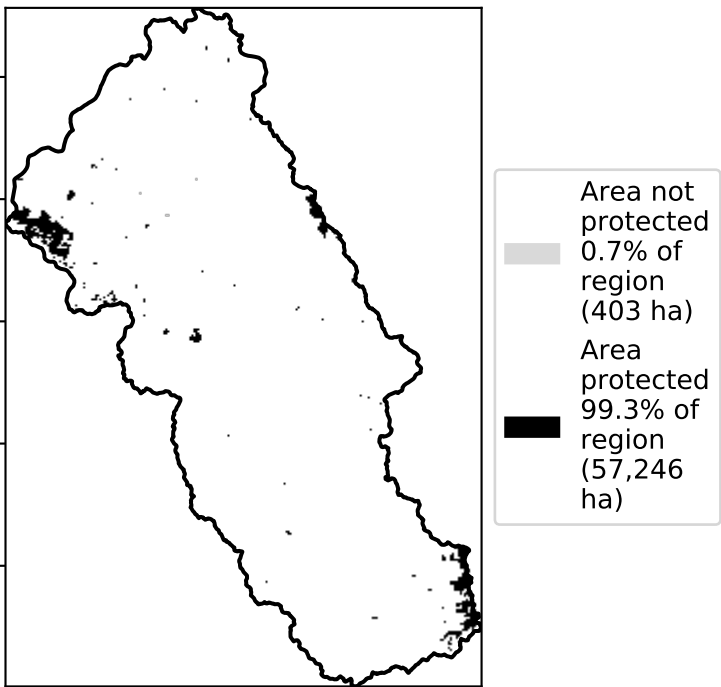 Area not
protected
0.7% of
region
(403 ha)
Area
protected
99.3% of
region
(57,246
ha)